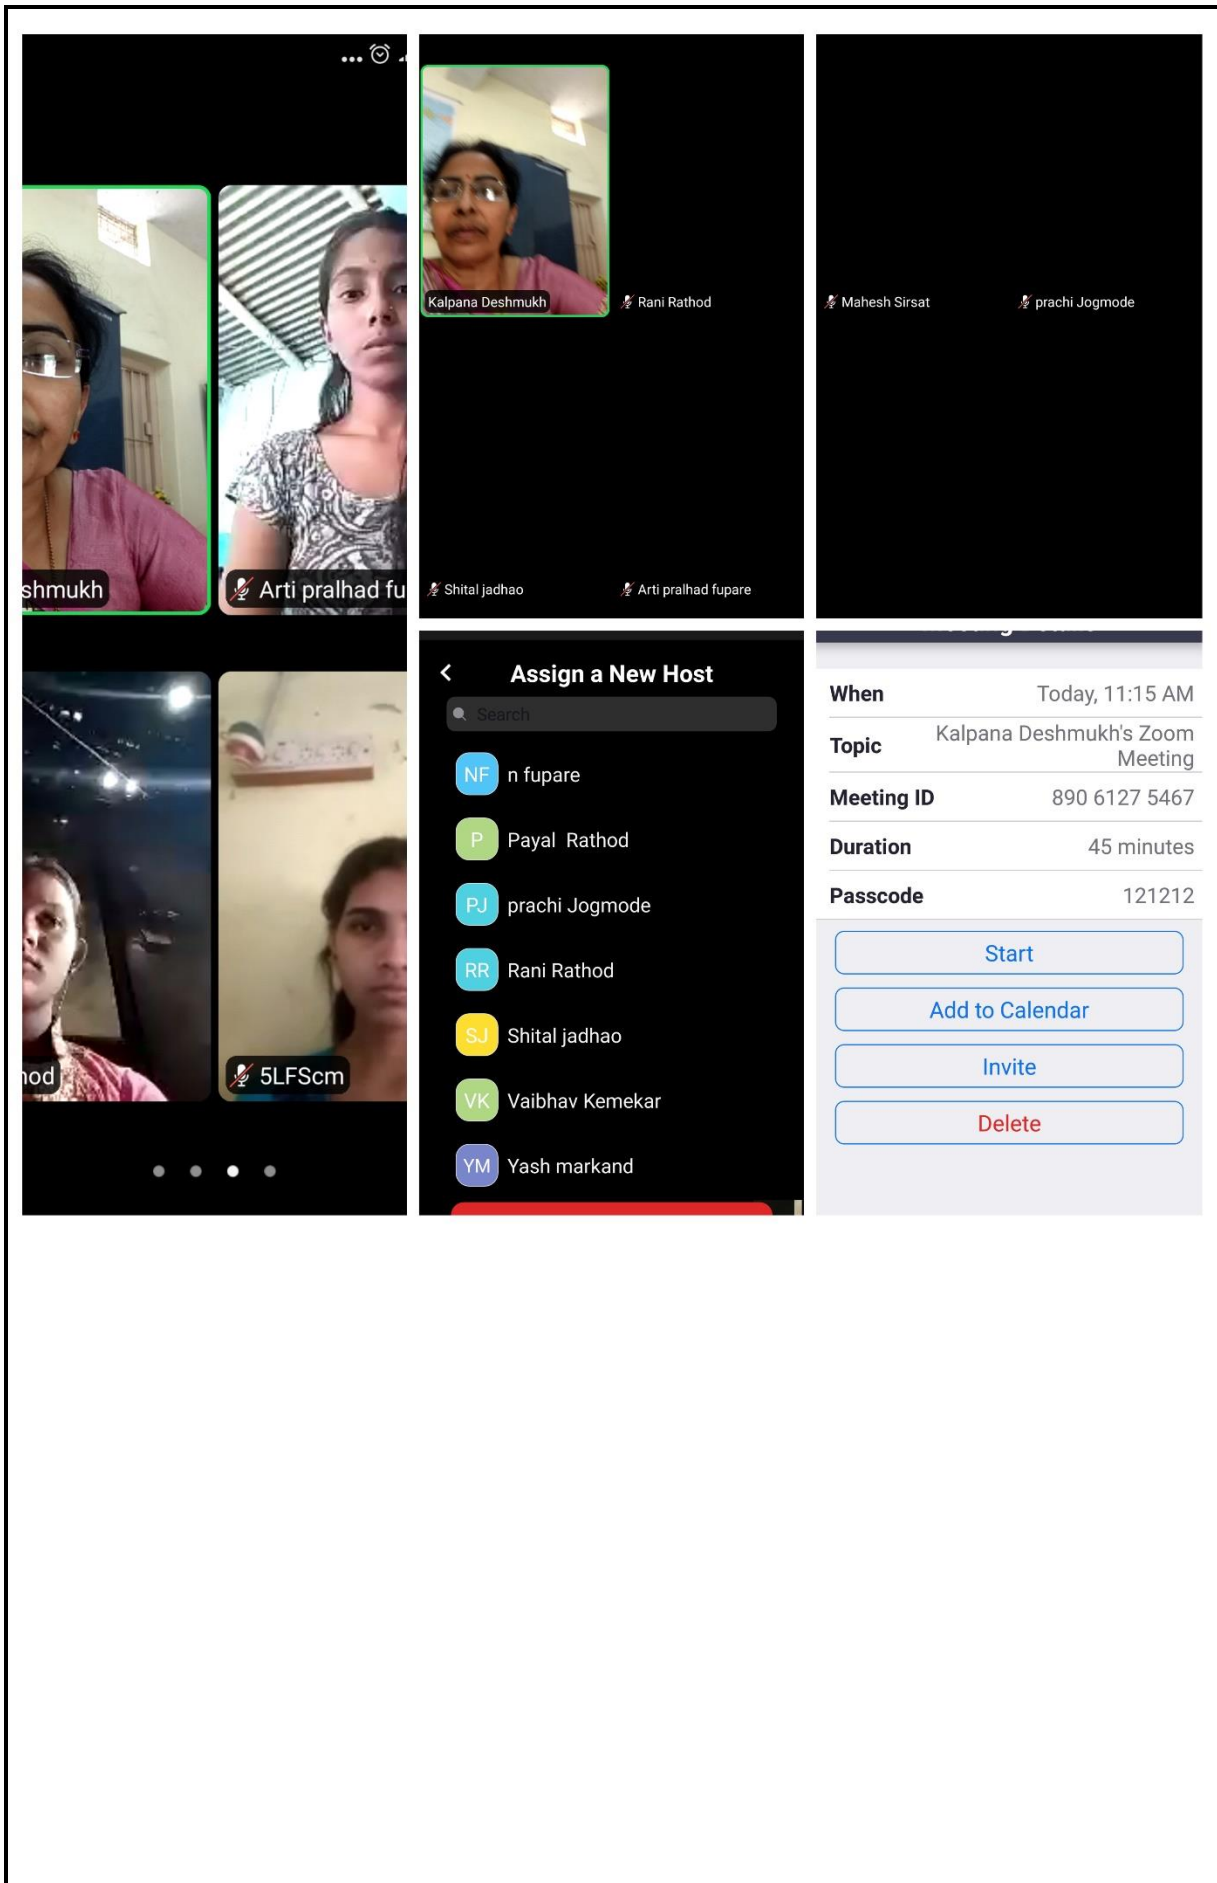 shmukh
Arti pralhad fu
nod
5LFScm
Kalpana Deshmukh
Rani Rathod
Shital jadhao
Arti pralhad fupare
Mahesh Sirsat
prachi Jogmode
Assign a New Host
Search
NF n fupare
P Payal Rathod
PJ prachi Jogmode
RR Rani Rathod
SJ Shital jadhao
VK Vaibhav Kemekar
YM Yash markand
When Today, 11:15 AM
Topic Kalpana Deshmukh's Zoom
Meeting
Meeting ID 890 6127 5467
Duration 45 minutes
Passcode 121212
Start
Add to Calendar
Invite
Delete